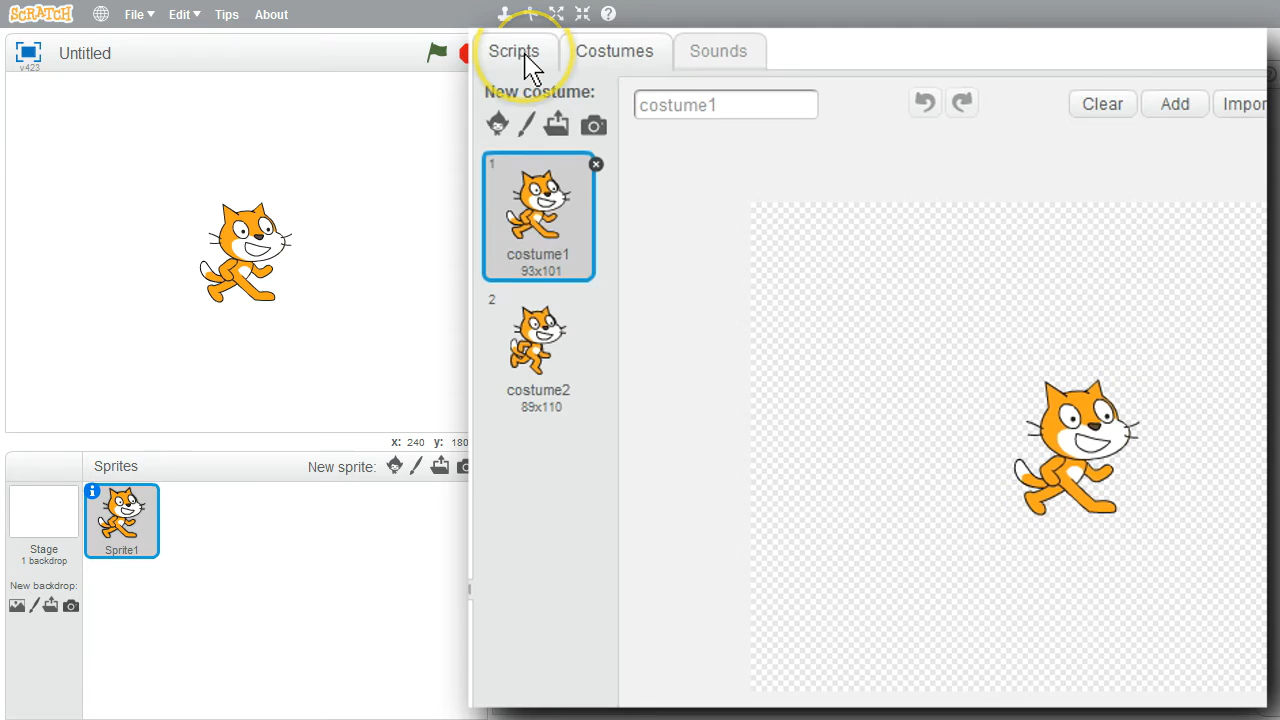 SCRATCH File Edit Tips About
v423 Untitled
Scripts Costumes Sounds
New costume:
costume1 Clear Add Impor
1
costume1
93x101
2
costume2
89x110
x: 240 y: 180
Sprites New sprite:
Sprite1
Stage
1 backdrop
New backdrop: